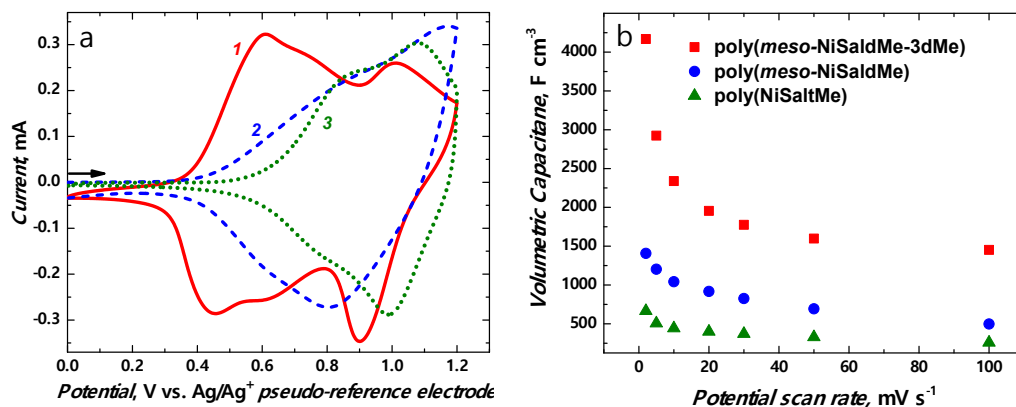 a
1
2
3
0.3
0.2
0.1
0.0
-0.1
-0.2
-0.3
Current, mA
0.0 0.2 0.4 0.6 0.8 1.0 1.2
Potential, V vs. Ag/Ag+ pseudo-reference electrode
b
poly(meso-NiSaldMe-3dMe)
poly(meso-NiSaldMe)
poly(NiSaltMe)
4000
3500
3000
2500
2000
1500
1000
500
Volumetric Capacitane, F cm-3
0 20 40 60 80 100
Potential scan rate, mV s-1